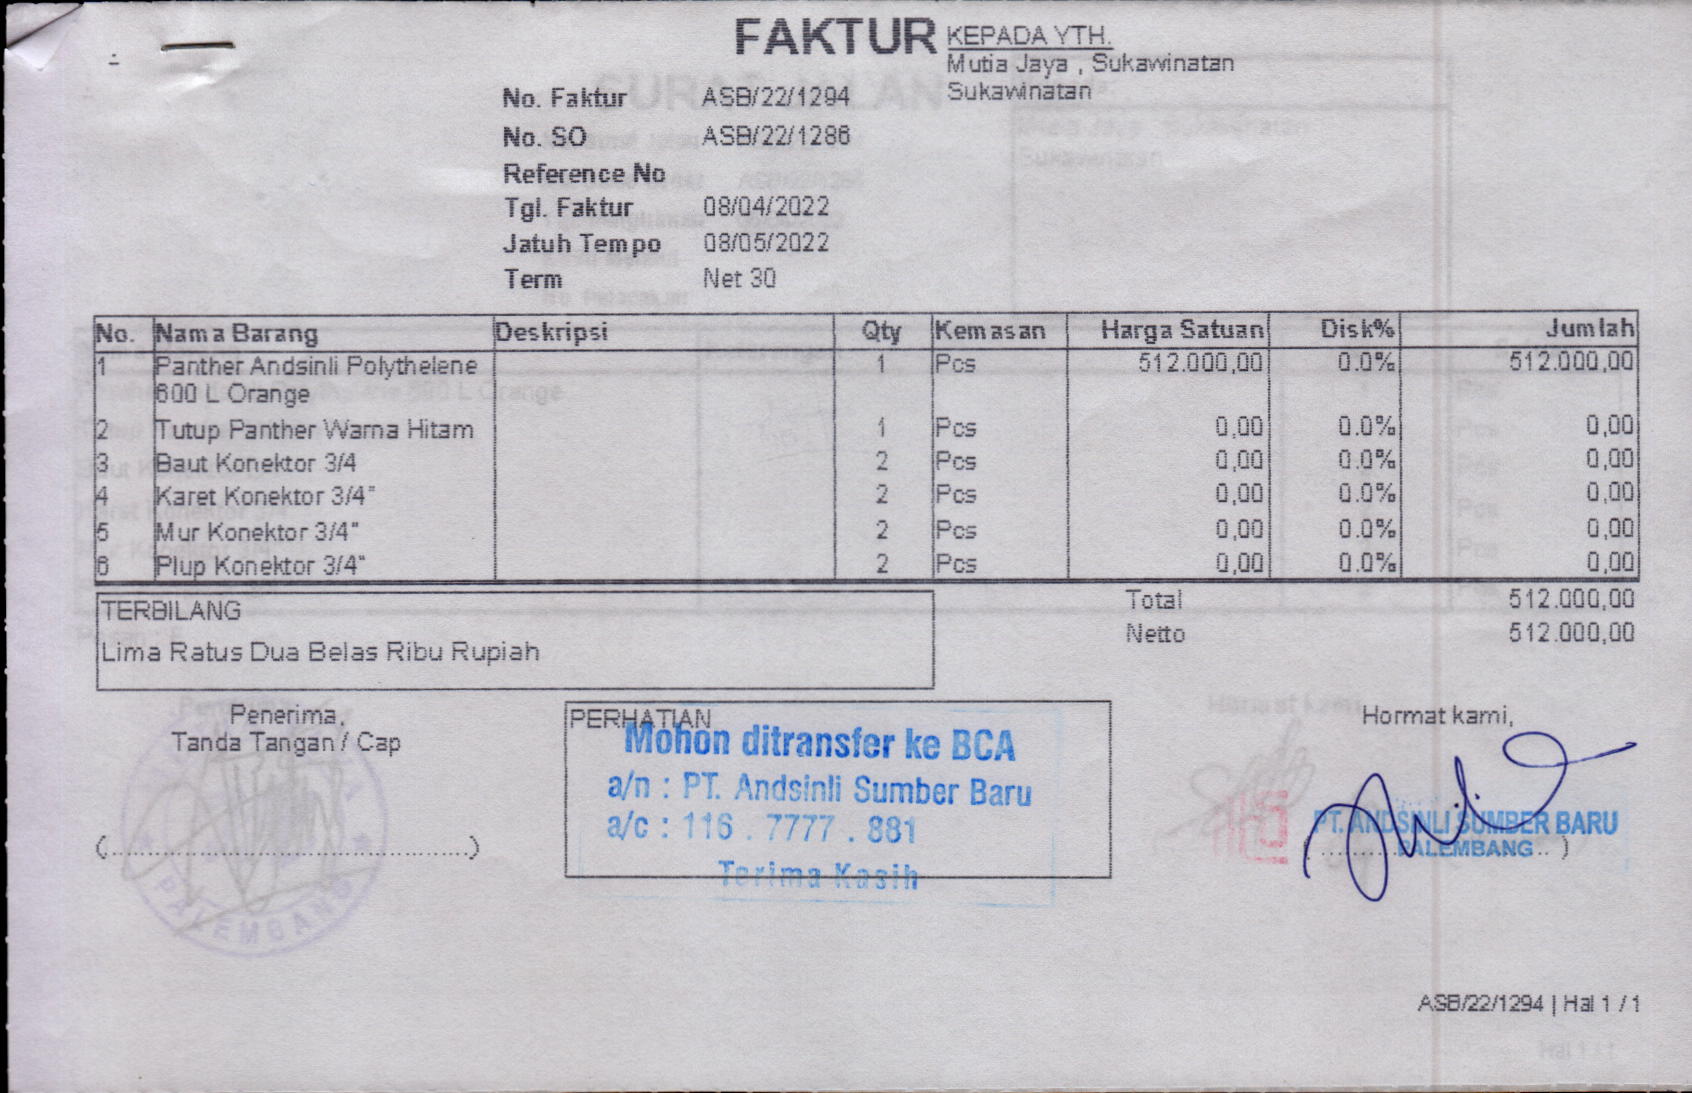 FAKTUR
KEPADA YTH.
Mutia Jaya , Sukawinatan
Sukawinatan
No. Faktur ASB/22/1294
No. SO ASB/22/1286
Reference No
Tgl. Faktur 08/04/2022
Jatuh Tempo 08/05/2022
Term Net 30
No. Nama Barang Deskripsi Qty Kemasan Harga Satuan Disk% Jumlah
1 Panther Andsinli Polythelene 1 Pcs 512.000,00 0.0% 512.000,00
600 L Orange
2 Tutup Panther Warna Hitam 1 Pcs 0,00 0.0% 0,00
3 Baut Konektor 3/4 2 Pcs 0,00 0.0% 0,00
4 Karet Konektor 3/4" 2 Pcs 0,00 0.0% 0,00
5 Mur Konektor 3/4" 2 Pcs 0,00 0.0% 0,00
6 Plup Konektor 3/4" 2 Pcs 0,00 0.0% 0,00
TERBILANG
Lima Ratus Dua Belas Ribu Rupiah
Total 512.000,00
Netto 512.000,00
Penerima,
Tanda Tangan / Cap
(..........................................)
PALEMBANG
PERHATIAN
Mohon ditransfer ke BCA
a/n : PT. Andsinli Sumber Baru
a/c : 116 . 7777 . 881
Terima Kasih
Hormat kami,
PT. ANDSINLI SUMBER BARU
PALEMBANG
ASB/22/1294 | Hal 1 / 1